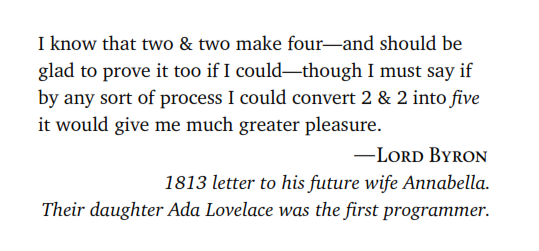 I know that two & two make four—and should be
glad to prove it too if I could—though I must say if
by any sort of process I could convert 2 & 2 into five
it would give me much greater pleasure.
—LORD BYRON
1813 letter to his future wife Annabella.
Their daughter Ada Lovelace was the first programmer.